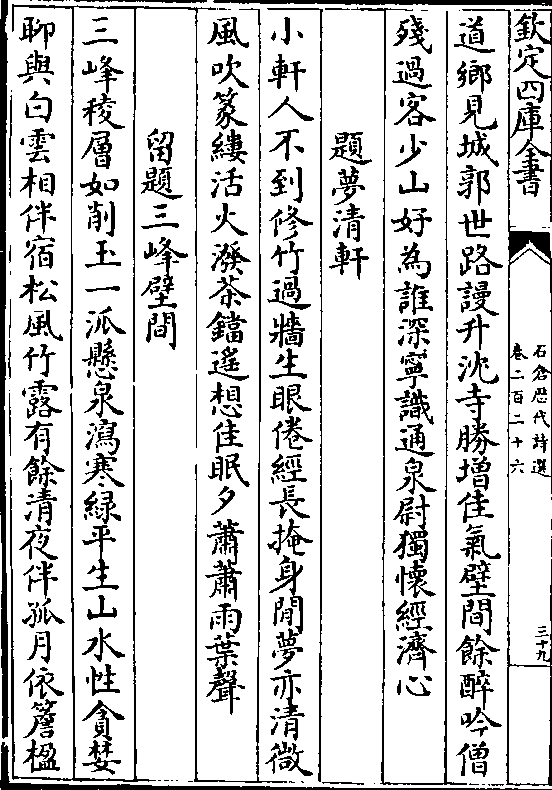 欽定四庫全書
石倉歷代詩選
卷二百二十六
三十九
道鄉見城郭世路謾升沈寺勝增佳氣壁間餘醉吟僧
殘過客少山好為誰深寧識通泉尉獨懷經濟心
題夢清軒
小軒人不到修竹過牆生眼倦經長掩身閒夢亦清微
風吹篆縷活火潑茶鐺遙想佳眠夕蕭蕭雨葉聲
留題三峰壁間
三峰稜層如削玉一派懸泉瀉寒緑平生山水性貪婪
聊與白雲相伴宿松風竹露有餘清夜伴孤月依簷楹